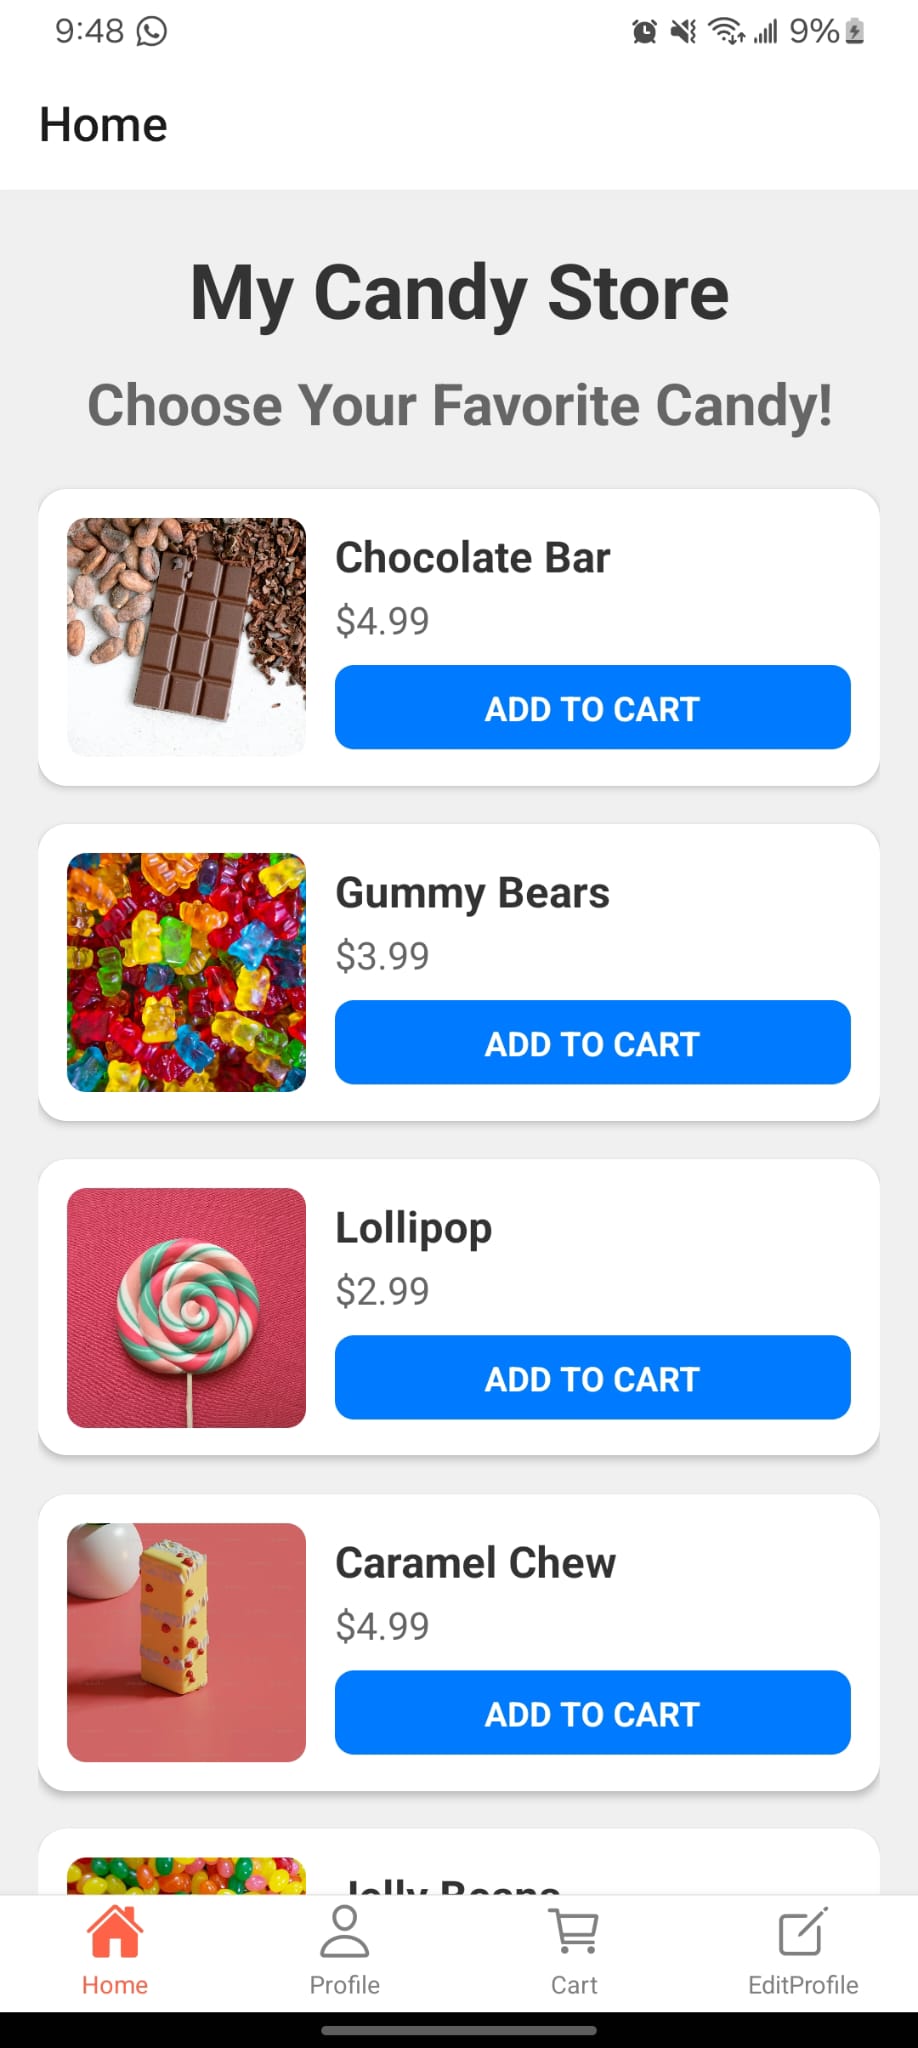 9:48
9%
Home
My Candy Store
Choose Your Favorite Candy!
Chocolate Bar
$4.99
ADD TO CART
Gummy Bears
$3.99
ADD TO CART
Lollipop
$2.99
ADD TO CART
Caramel Chew
$4.99
ADD TO CART
Jelly Beans
Home
Profile
Cart
EditProfile